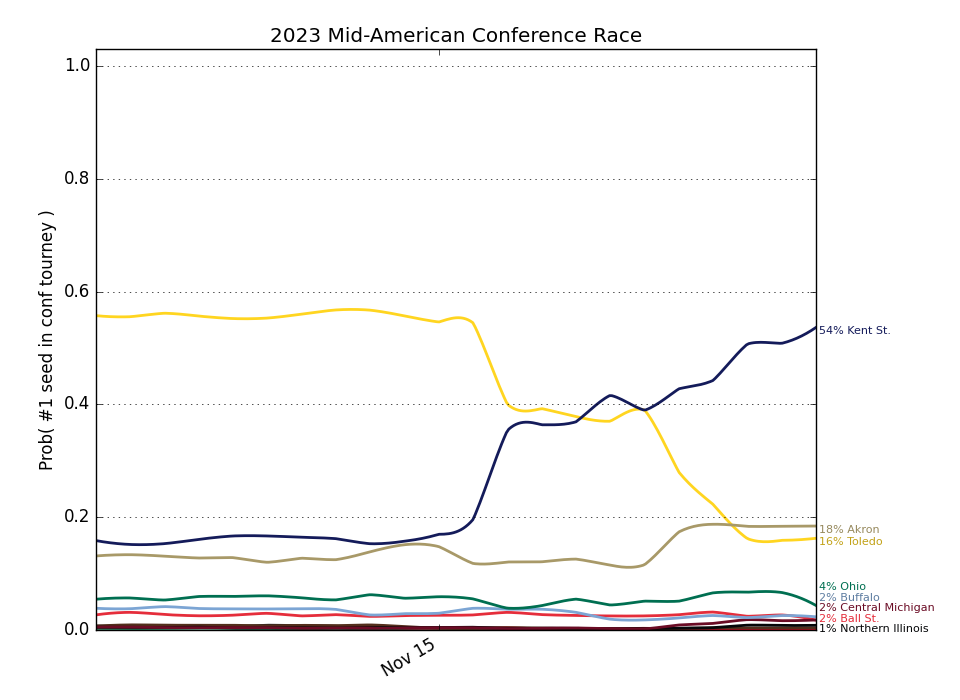 2023 Mid-American Conference Race
Prob( #1 seed in conf tourney )
1.0
0.8
0.6
0.4
0.2
0.0
Nov 15
54% Kent St.
18% Akron
16% Toledo
4% Ohio
2% Buffalo
2% Central Michigan
2% Ball St.
1% Northern Illinois